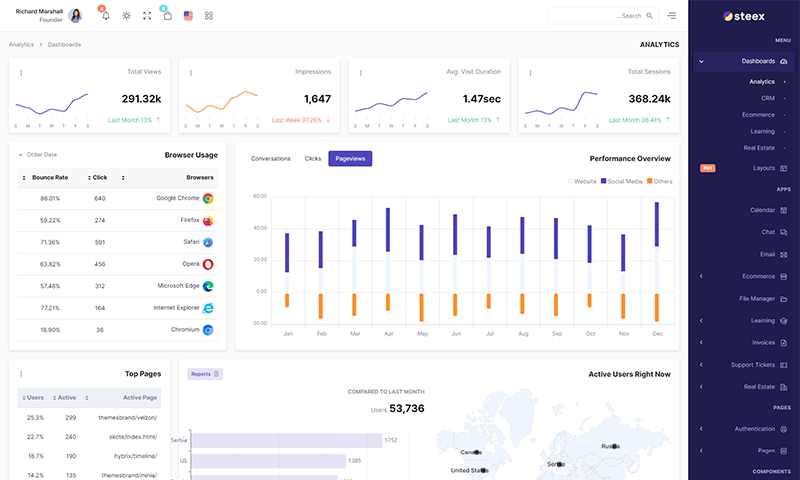 Richard Marshall
Founder
4
5
Search...
steex
Analytics
Dashboards
ANALYTICS
Total Views
291.32k
Last Month 13%
S M T W T F S
Impressions
1,647
Last Week 07.26%
S M T W T F S
Avg. Visit Duration
1.47sec
Last Month 13%
S M T W T F S
Total Sessions
368.24k
Last Month 06.41%
S M T W T F S
Order Date
Browser Usage
Bounce Rate Click Browsers
86.01% 640 Google Chrome
59.22% 274 Firefox
71.36% 591 Safari
63.82% 456 Opera
57.48% 312 Microsoft Edge
77.21% 164 Internet Explorer
18.90% 36 Chromium
Conversations Clicks Pageviews
Performance Overview
Website Social Media Others
60.00
40.00
20.00
0.00
-20.00
Jan Feb Mar Apr May Jun Jul Aug Sep Oct Nov Dec
Top Pages
Users Active Active Page
25.3% 299 themesbrand/velzon/
22.7% 240 skote/index.html/
18.7% 190 hybrix/timeline/
14.2% 135 themesbrand/minia/
Reports
Active Users Right Now
COMPARED TO LAST MONTH
Users 53,736
Serbia 1752
US 1385
Canada
Russia
United States
Serbia
MENU
Dashboards
Analytics
CRM
Ecommerce
Learning
Real Estate
Hot
Layouts
APPS
Calendar
Chat
Email
Ecommerce
File Manager
Learning
Invoices
Support Tickets
Real Estate
PAGES
Authentication
Pages
COMPONENTS